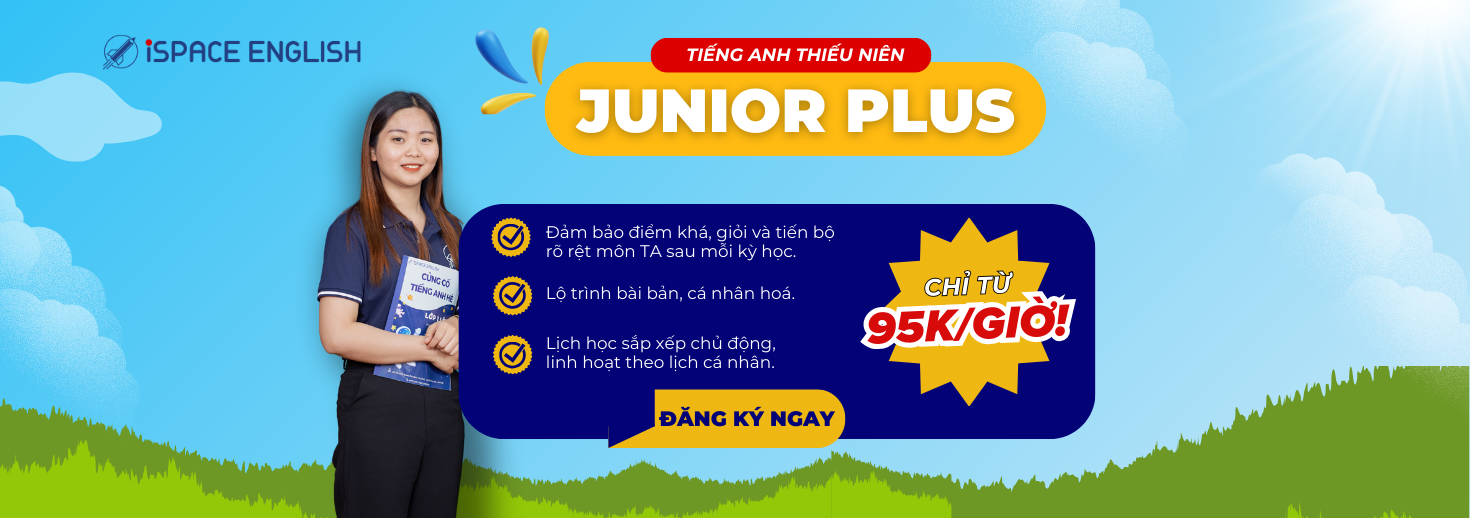 iSPACE ENGLISH
TIẾNG ANH THIẾU NIÊN
JUNIOR PLUS
Đảm bảo điểm khá, giỏi và tiến bộ
rõ rệt môn TA sau mỗi kỳ học.
Lộ trình bài bản, cá nhân hoá.
Lịch học sắp xếp chủ động,
linh hoạt theo lịch cá nhân.
CHỈ TỪ
95K/GIỜ!
ĐĂNG KÝ NGAY
iSPACE ENGLISH
CỦNG CỐ
TIẾNG ANH HÈ